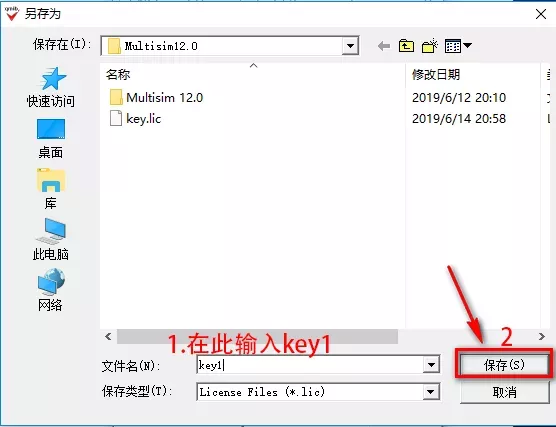 另存为
保存在(I):
Multisim12.0
名称
修改日期
Multisim 12.0
2019/6/12 20:10
key.lic
2019/6/14 20:58
L
快速访问
桌面
库
此电脑
网络
1.在此输入key1
2
文件名(N):
key1
保存(S)
保存类型(T):
License Files (*.lic)
取消